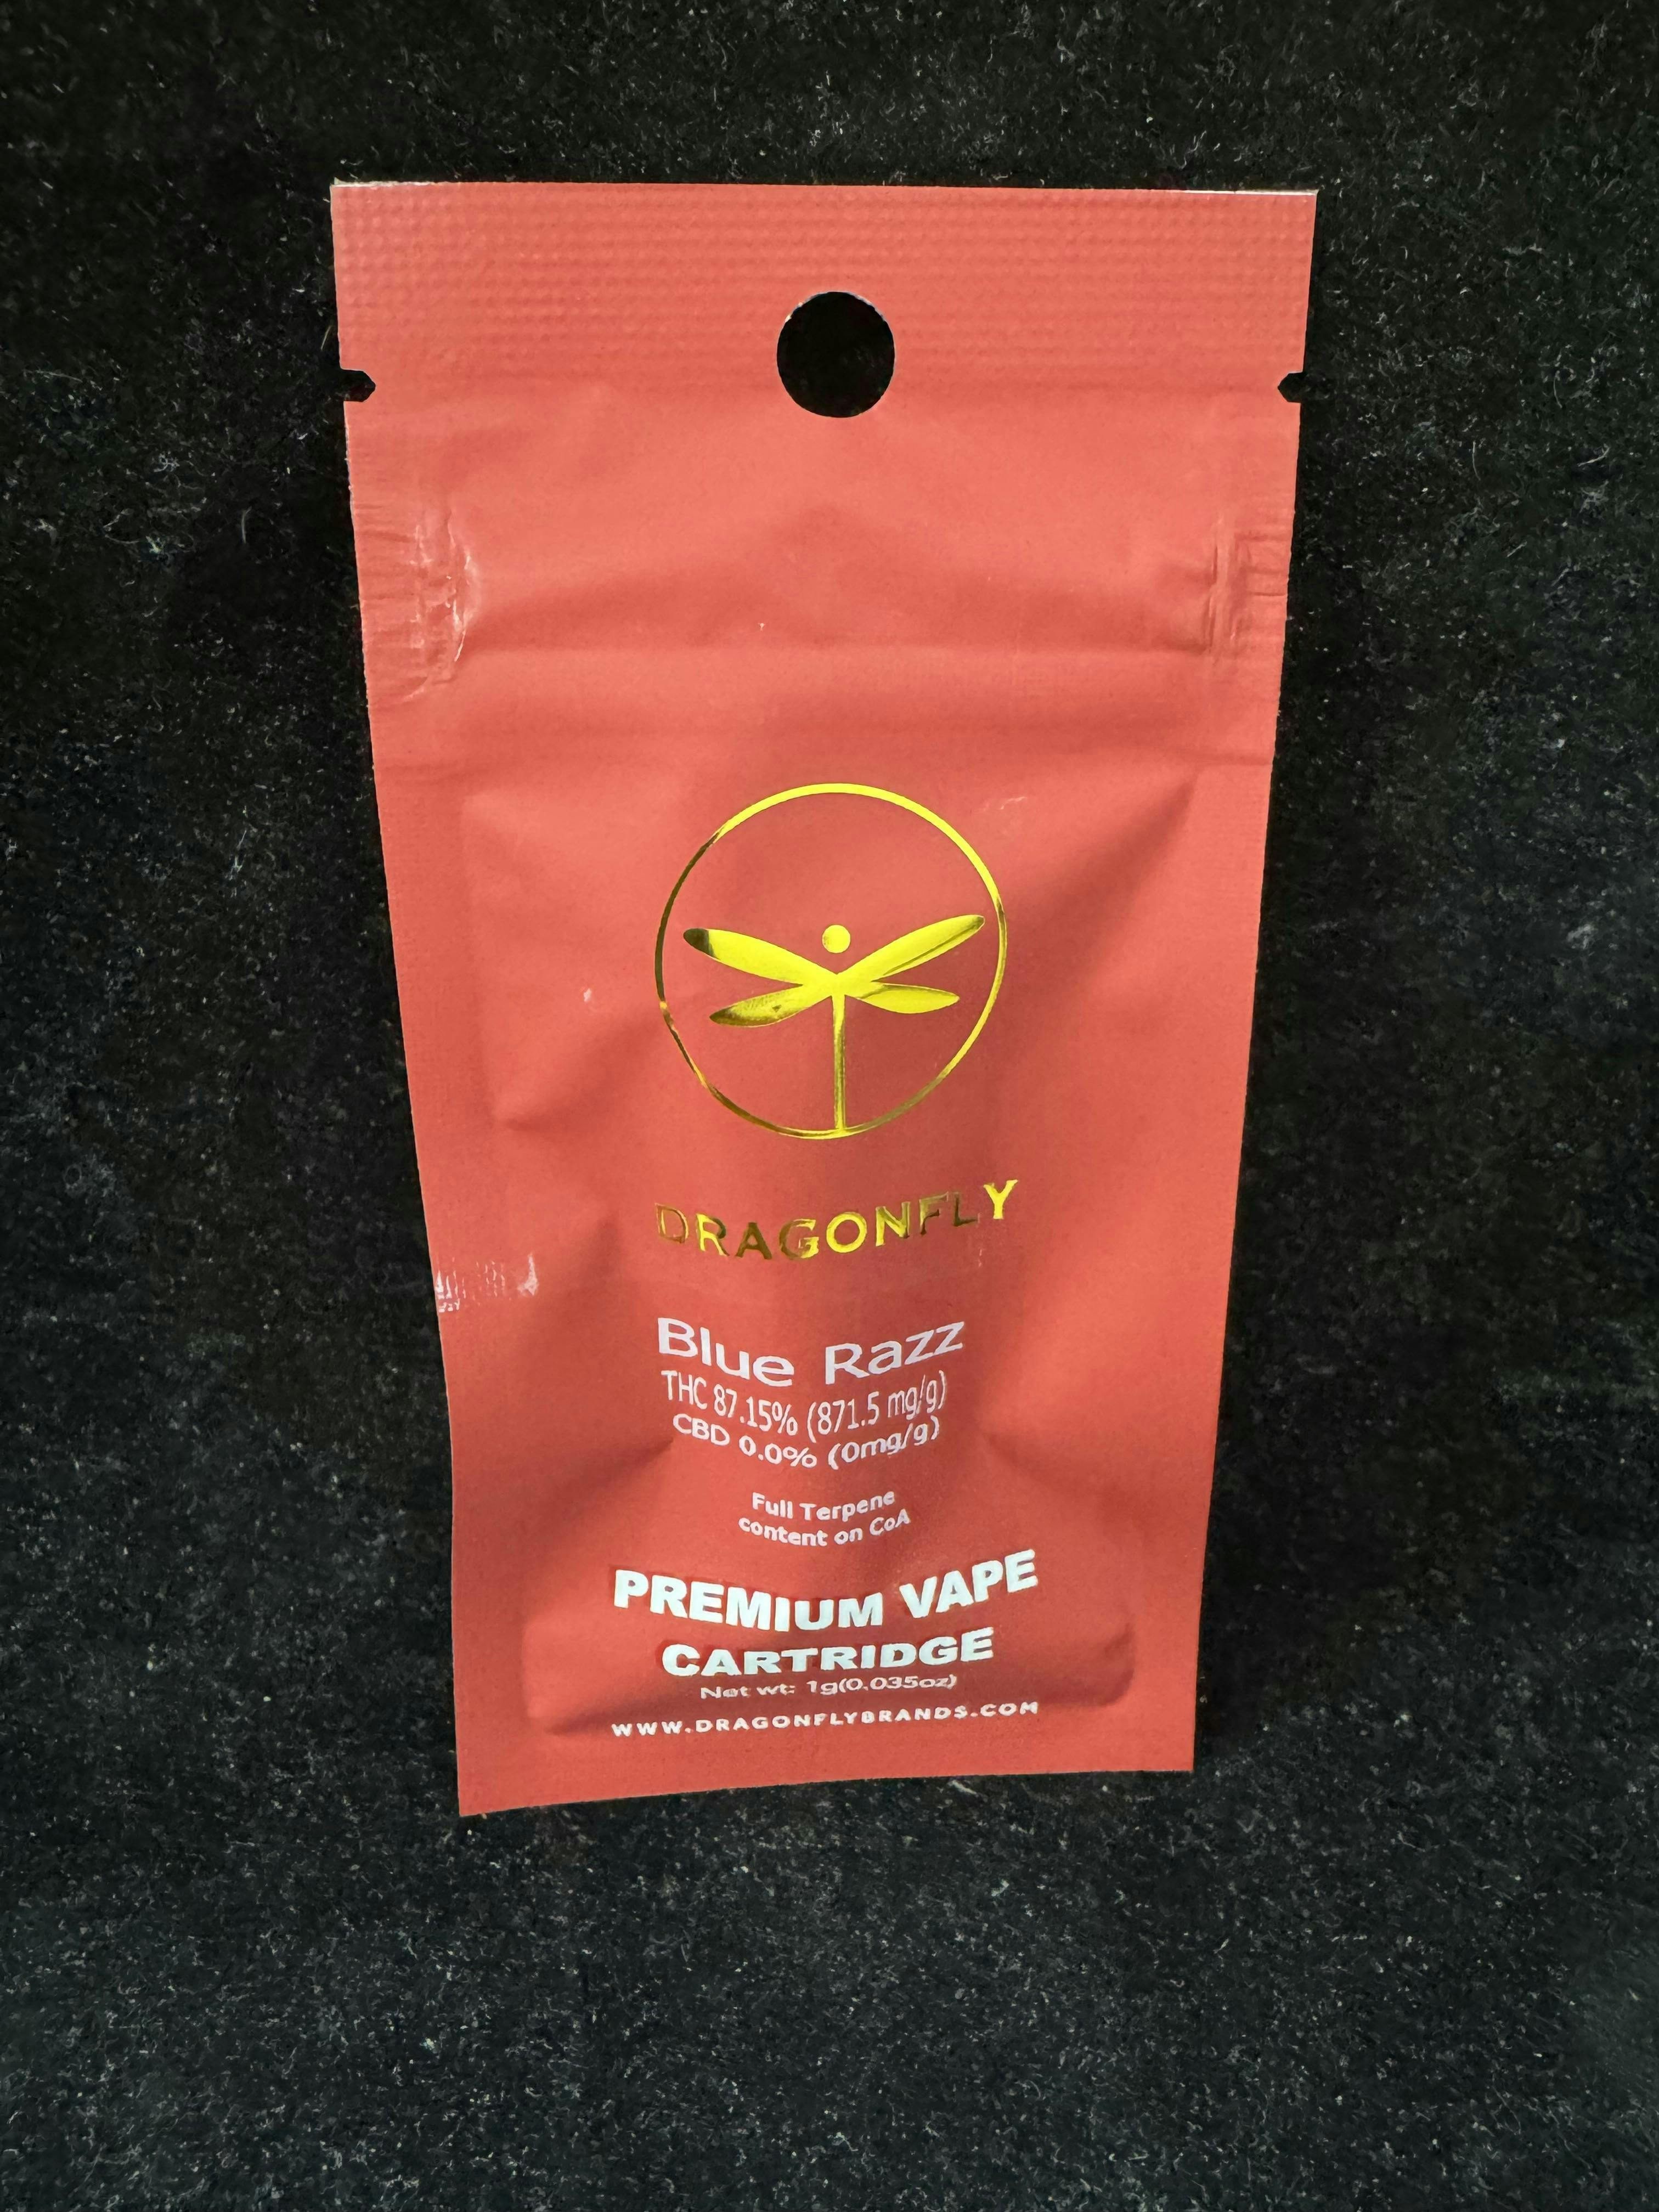 DRAGONFLY
Blue Razz
THC 87.15% (871.5 mg/g)
CBD 0.0% (0mg/g)
Full Terpene
content on CoA
PREMIUM VAPE
CARTRIDGE
Net wt: 1g(0.035oz)
WWW.DRAGONFLYBRANDS.COM